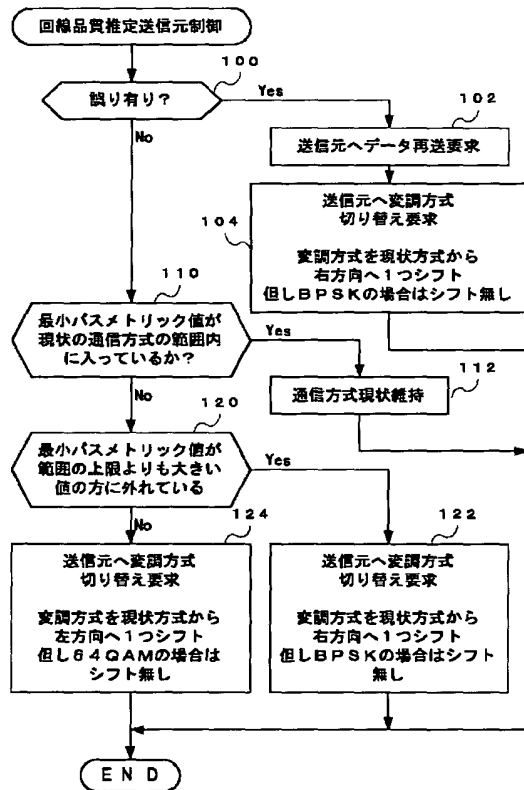 回線品質推定送信元制御
100
誤り有り?
Yes
No
102
送信元へデータ再送要求
104
送信元へ変調方式
切り替え要求
変調方式を現状方式から
右方向へ1つシフト
但しBPSKの場合はシフト無し
110
最小パスメトリック値が
現状の通信方式の範囲内
に入っているか?
Yes
No
112
通信方式現状維持
120
最小パスメトリック値が
範囲の上限よりも大きい
値の方に外れている
Yes
No
124
送信元へ変調方式
切り替え要求
変調方式を現状方式から
左方向へ1つシフト
但し64QAMの場合は
シフト無し
122
送信元へ変調方式
切り替え要求
変調方式を現状方式から
右方向へ1つシフト
但しBPSKの場合はシフト
無し
END